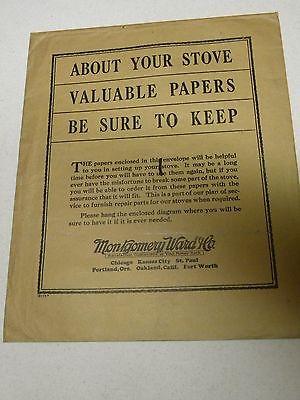 ABOUT YOUR STOVE
VALUABLE PAPERS
BE SURE TO KEEP
THE papers enclosed in this envelope will be helpful
to you in setting up your stove. It may be a long
time before you will have to use them again, but if you
ever have the misfortune to break some part of the stove,
you will be able to order it from these papers with the
assurance that it will fit. This is a part of our plan of ser-
vice to furnish repair parts for our stoves when required.
Please hang the enclosed diagram where you will be
sure to have it if it is ever needed.
Montgomery Ward & Co.
Satisfaction Guaranteed or Your Money Back
Chicago Kansas City St. Paul
Portland, Ore. Oakland, Calif. Fort Worth